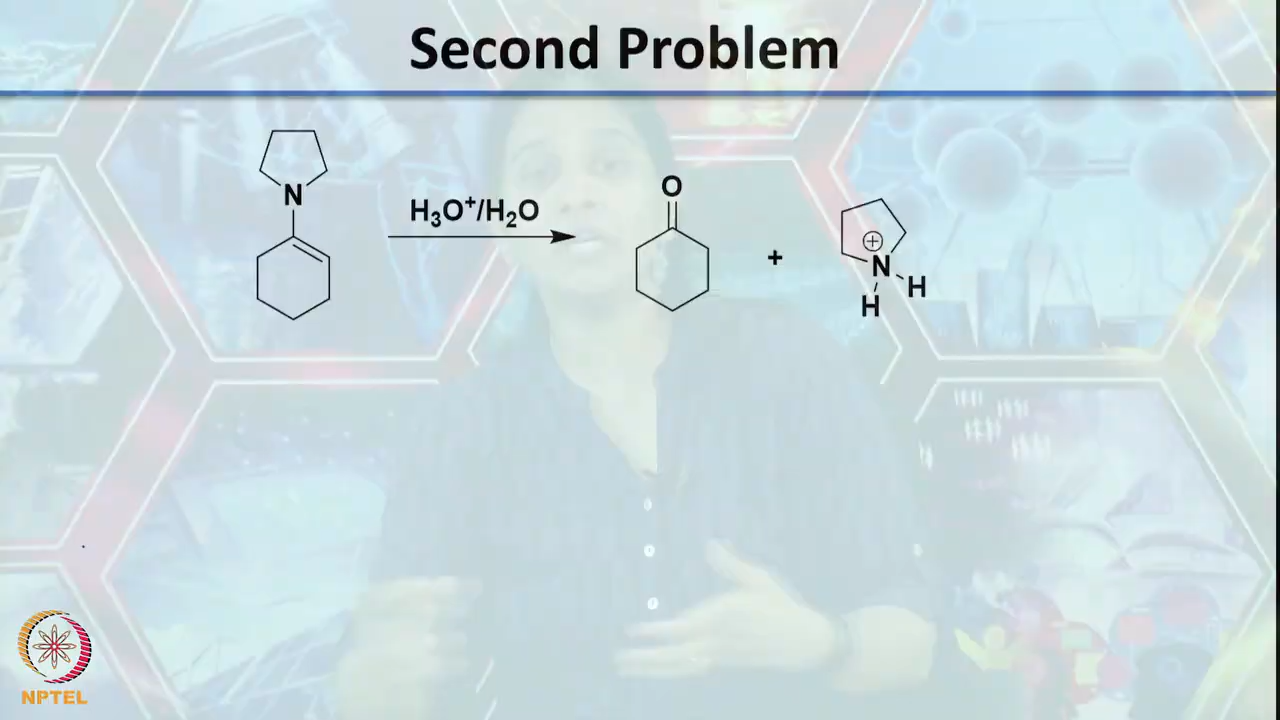 Second Problem
N
H₃O⁺/H₂O
O
+
⊕
N
H
H
NPTEL